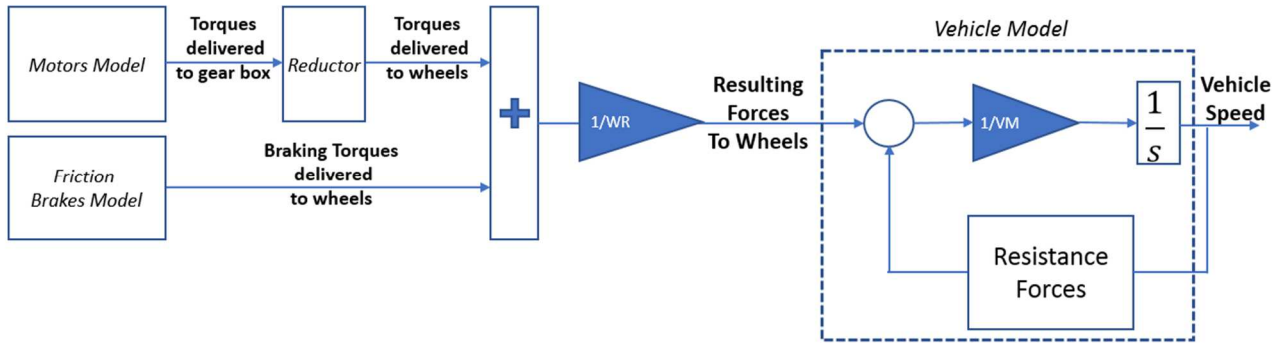 Vehicle Model
Torques
delivered
to gear box
Torques
delivered
to wheels
Motors Model
Reductor
+
1/WR
Resulting
Forces
To Wheels
1/VM
1
s
Vehicle
Speed
Friction
Brakes Model
Braking Torques
delivered
to wheels
Resistance
Forces